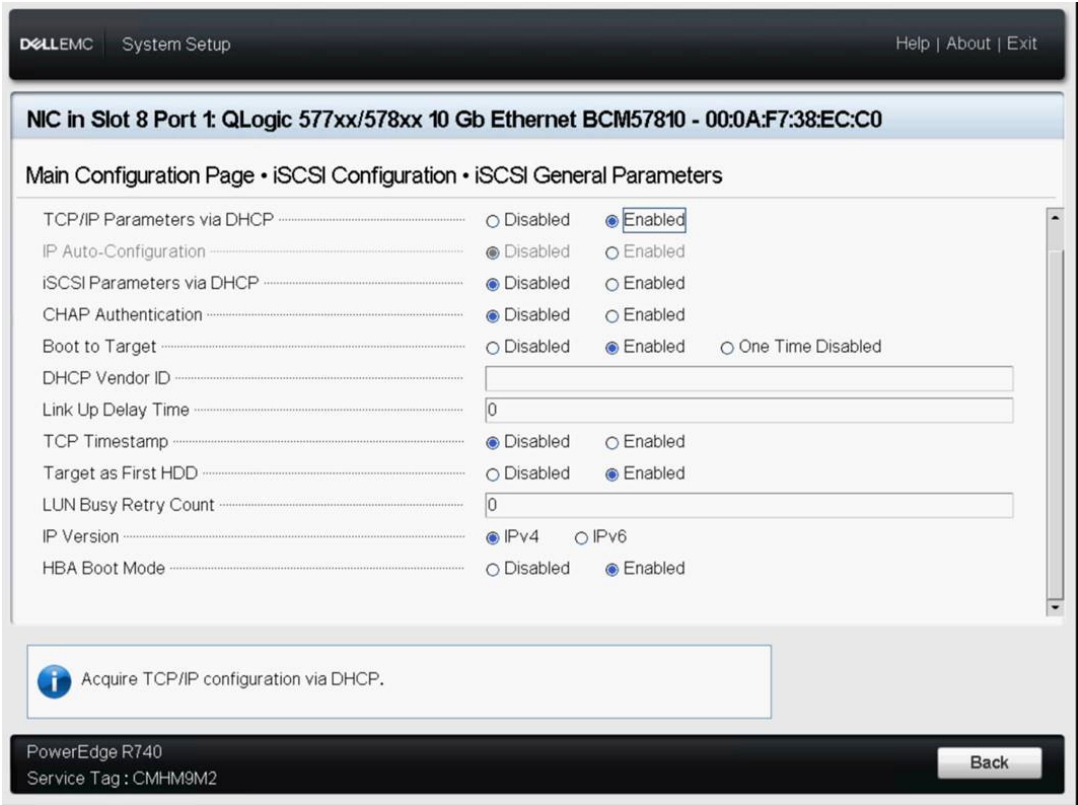 DELLEMC System Setup Help | About | Exit
NIC in Slot 8 Port 1: QLogic 577xx/578xx 10 Gb Ethernet BCM57810 - 00:0A:F7:38:EC:C0
Main Configuration Page • iSCSI Configuration • iSCSI General Parameters
TCP/IP Parameters via DHCP Disabled Enabled
IP Auto-Configuration Disabled Enabled
iSCSI Parameters via DHCP Disabled Enabled
CHAP Authentication Disabled Enabled
Boot to Target Disabled Enabled One Time Disabled
DHCP Vendor ID
Link Up Delay Time 0
TCP Timestamp Disabled Enabled
Target as First HDD Disabled Enabled
LUN Busy Retry Count 0
IP Version IPv4 IPv6
HBA Boot Mode Disabled Enabled
Acquire TCP/IP configuration via DHCP.
PowerEdge R740
Service Tag : CMHM9M2
Back